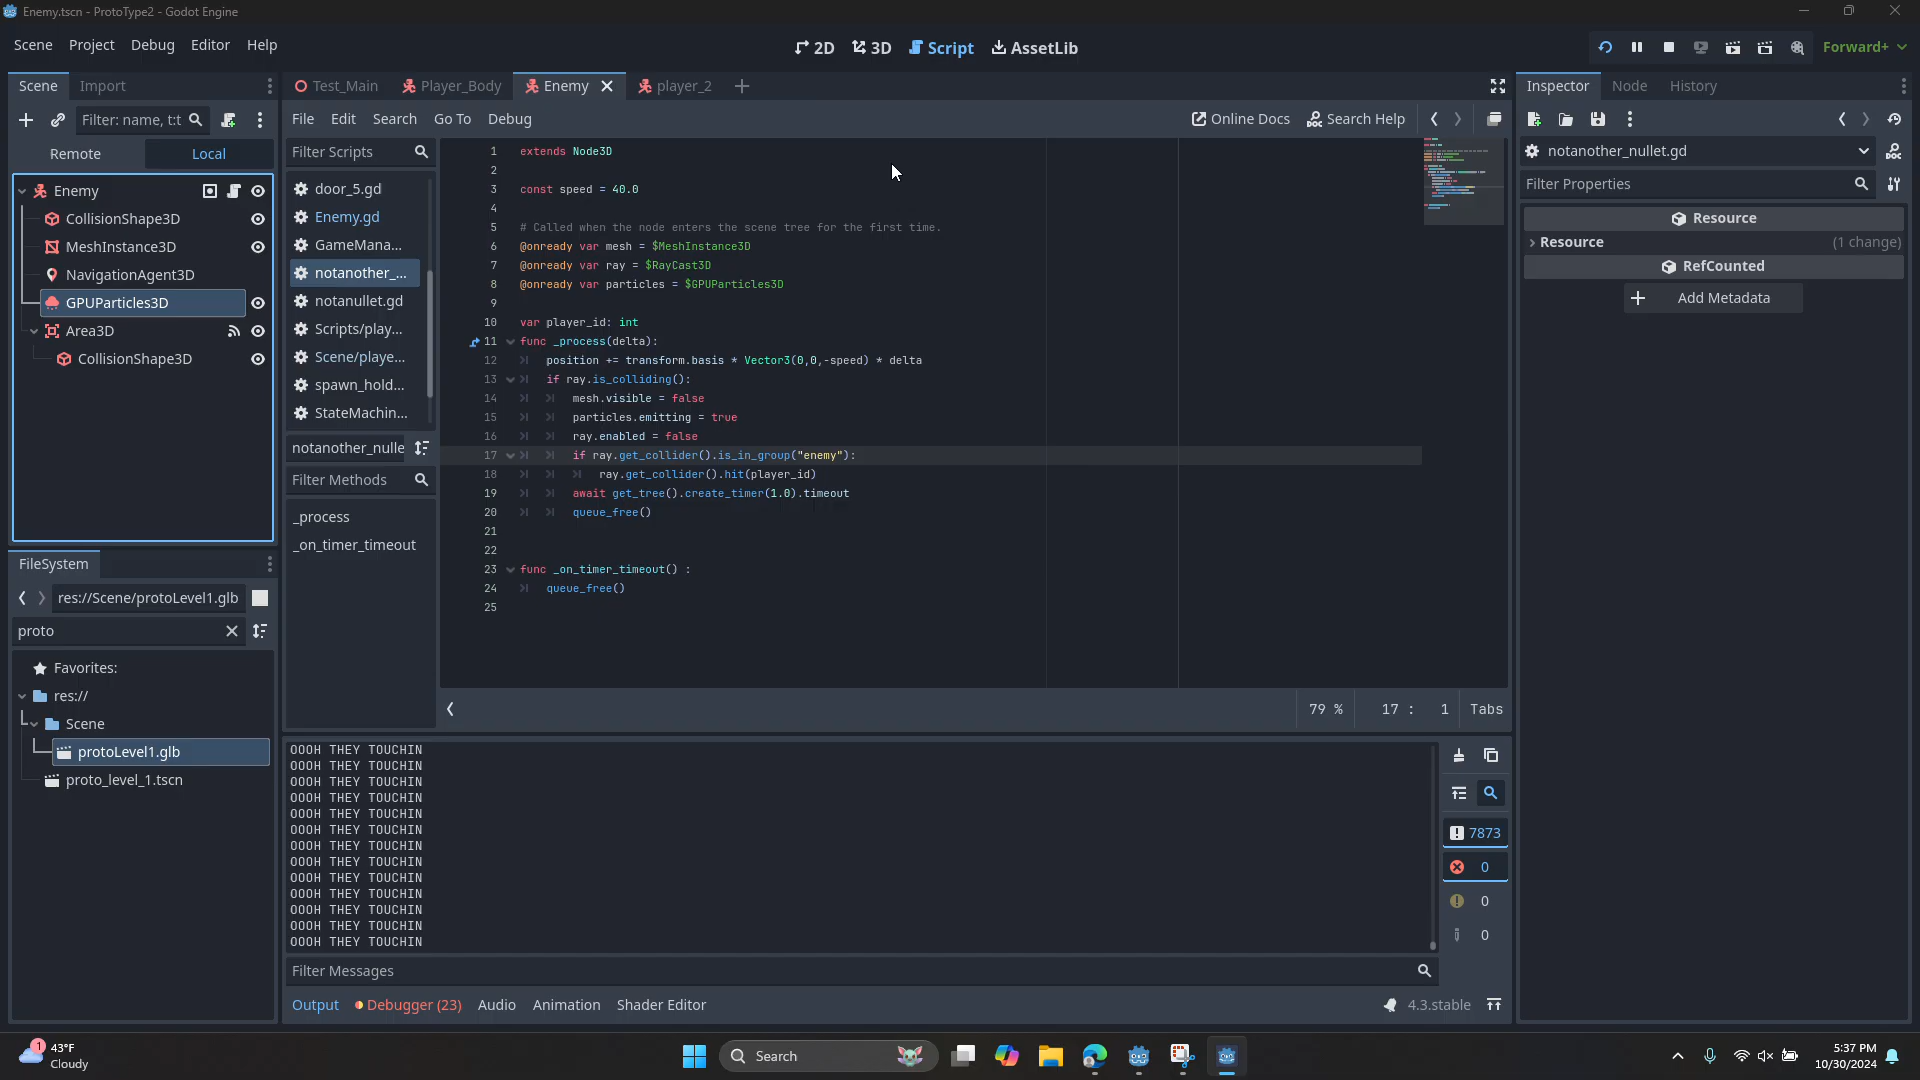 Enemy.tscn - ProtoType2 - Godot Engine
Scene Project Debug Editor Help
2D 3D Script AssetLib
Forward+
Scene Import
Test_Main Player_Body Enemy player_2
Inspector Node History
Filter: name, t:t
File Edit Search Go To Debug
Online Docs Search Help
Remote Local
Filter Scripts
notanother_nullet.gd
Filter Properties
Enemy
CollisionShape3D
MeshInstance3D
NavigationAgent3D
GPUParticles3D
Area3D
CollisionShape3D
door_5.gd
Enemy.gd
GameMana...
notanother_...
notanullet.gd
Scripts/play...
Scene/playe...
spawn_hold...
StateMachin...
notanother_nulle
Filter Methods
_process
_on_timer_timeout
1 extends Node3D
2
3 const speed = 40.0
4
5 # Called when the node enters the scene tree for the first time.
6 @onready var mesh = $MeshInstance3D
7 @onready var ray = $RayCast3D
8 @onready var particles = $GPUParticles3D
9
10 var player_id: int
11 func _process(delta):
12 position += transform.basis * Vector3(0,0,-speed) * delta
13 if ray.is_colliding():
14 mesh.visible = false
15 particles.emitting = true
16 ray.enabled = false
17 if ray.get_collider().is_in_group("enemy"):
18 ray.get_collider().hit(player_id)
19 await get_tree().create_timer(1.0).timeout
20 queue_free()
21
22
23 func _on_timer_timeout() :
24 queue_free()
25
79 % 17 : 1 Tabs
Resource
Resource (1 change)
RefCounted
Add Metadata
FileSystem
res://Scene/protoLevel1.glb
proto
Favorites:
res://
Scene
protoLevel1.glb
proto_level_1.tscn
OOOH THEY TOUCHIN
OOOH THEY TOUCHIN
OOOH THEY TOUCHIN
OOOH THEY TOUCHIN
OOOH THEY TOUCHIN
OOOH THEY TOUCHIN
OOOH THEY TOUCHIN
OOOH THEY TOUCHIN
OOOH THEY TOUCHIN
OOOH THEY TOUCHIN
OOOH THEY TOUCHIN
OOOH THEY TOUCHIN
OOOH THEY TOUCHIN
7873
0
0
0
Filter Messages
Output Debugger (23) Audio Animation Shader Editor
4.3.stable
1
43°F
Cloudy
Search
5:37 PM
10/30/2024